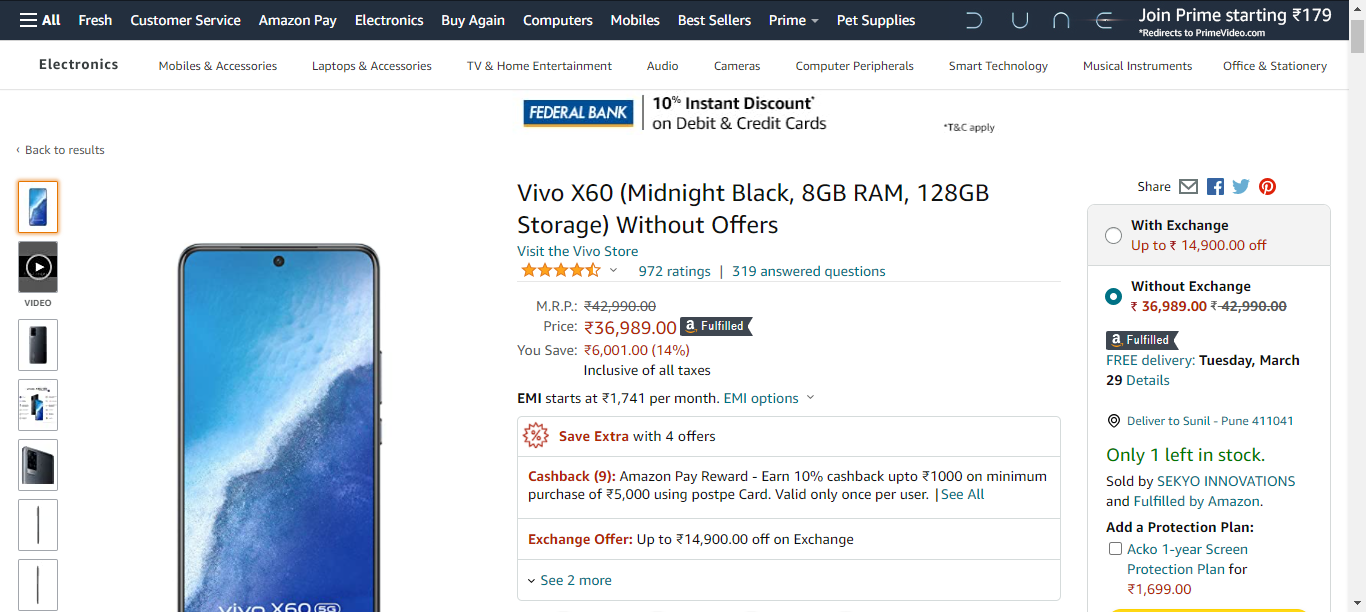 All Fresh Customer Service Amazon Pay Electronics Buy Again Computers Mobiles Best Sellers Prime Pet Supplies
Join Prime starting ₹179
*Redirects to PrimeVideo.com
Electronics Mobiles & Accessories Laptops & Accessories TV & Home Entertainment Audio Cameras Computer Peripherals Smart Technology Musical Instruments Office & Stationery
FEDERAL BANK
10% Instant Discount*
on Debit & Credit Cards
*T&C apply
‹ Back to results
VIDEO
vivo X60 5G
Vivo X60 (Midnight Black, 8GB RAM, 128GB
Storage) Without Offers
Visit the Vivo Store
972 ratings | 319 answered questions
M.R.P.: ₹42,990.00
Price: ₹36,989.00 a Fulfilled
You Save: ₹6,001.00 (14%)
Inclusive of all taxes
EMI starts at ₹1,741 per month. EMI options
Save Extra with 4 offers
Cashback (9): Amazon Pay Reward - Earn 10% cashback upto ₹1000 on minimum
purchase of ₹5,000 using postpe Card. Valid only once per user. | See All
Exchange Offer: Up to ₹14,900.00 off on Exchange
See 2 more
Share
With Exchange
Up to ₹ 14,900.00 off
Without Exchange
₹ 36,989.00 ₹ 42,990.00
a Fulfilled
FREE delivery: Tuesday, March
29 Details
Deliver to Sunil - Pune 411041
Only 1 left in stock.
Sold by SEKYO INNOVATIONS
and Fulfilled by Amazon.
Add a Protection Plan:
Acko 1-year Screen
Protection Plan for
₹1,699.00